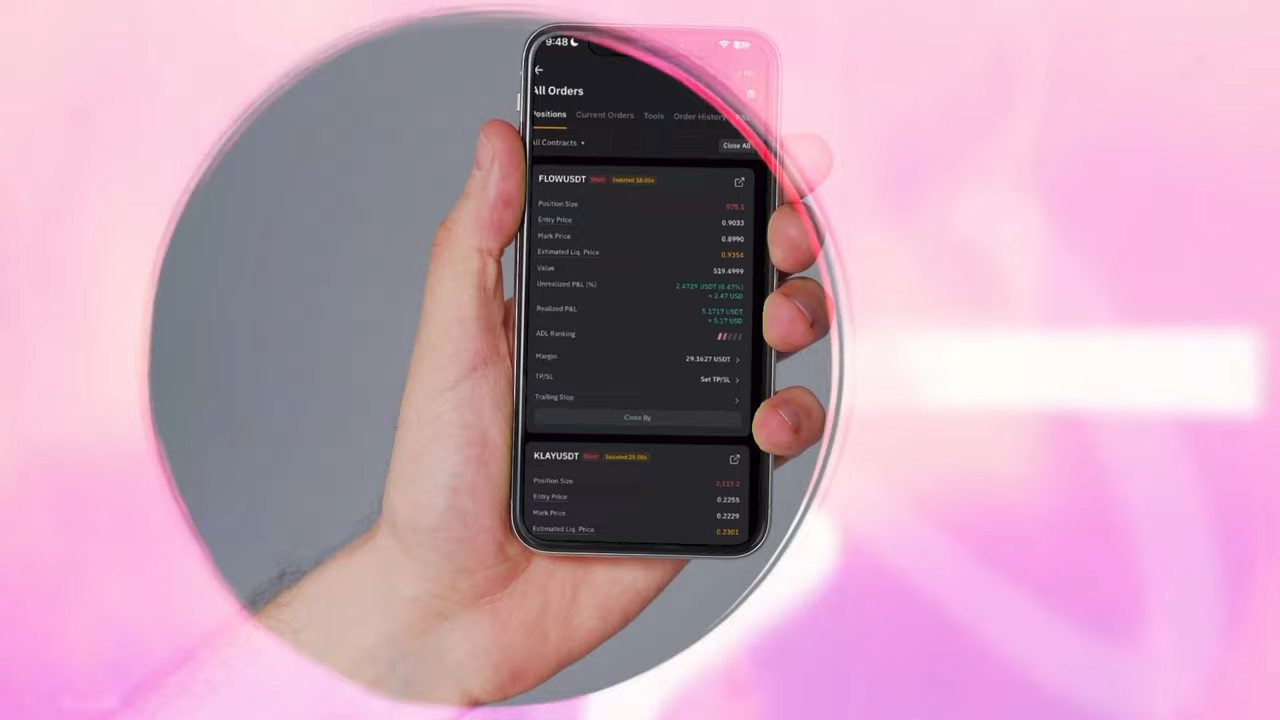 9:48
All Orders
Positions Current Orders Tools Order History P&L
All Contracts
Close All
FLOWUSDT Short Isolated 18.00x
Position Size 575.1
Entry Price 0.9033
Mark Price 0.8990
Estimated Liq. Price 0.9354
Value 519.4999
Unrealized P&L (%) 2.4729 USDT (8.47%)
≈ 2.47 USD
Realized P&L 5.1717 USDT
≈ 5.17 USD
ADL Ranking
Margin 29.1627 USDT
TP/SL Set TP/SL
Trailing Stop
Close By
KLAYUSDT Short Isolated 25.00x
Position Size
Entry Price 0.2255
Mark Price 0.2229
Estimated Liq. Price 0.2301